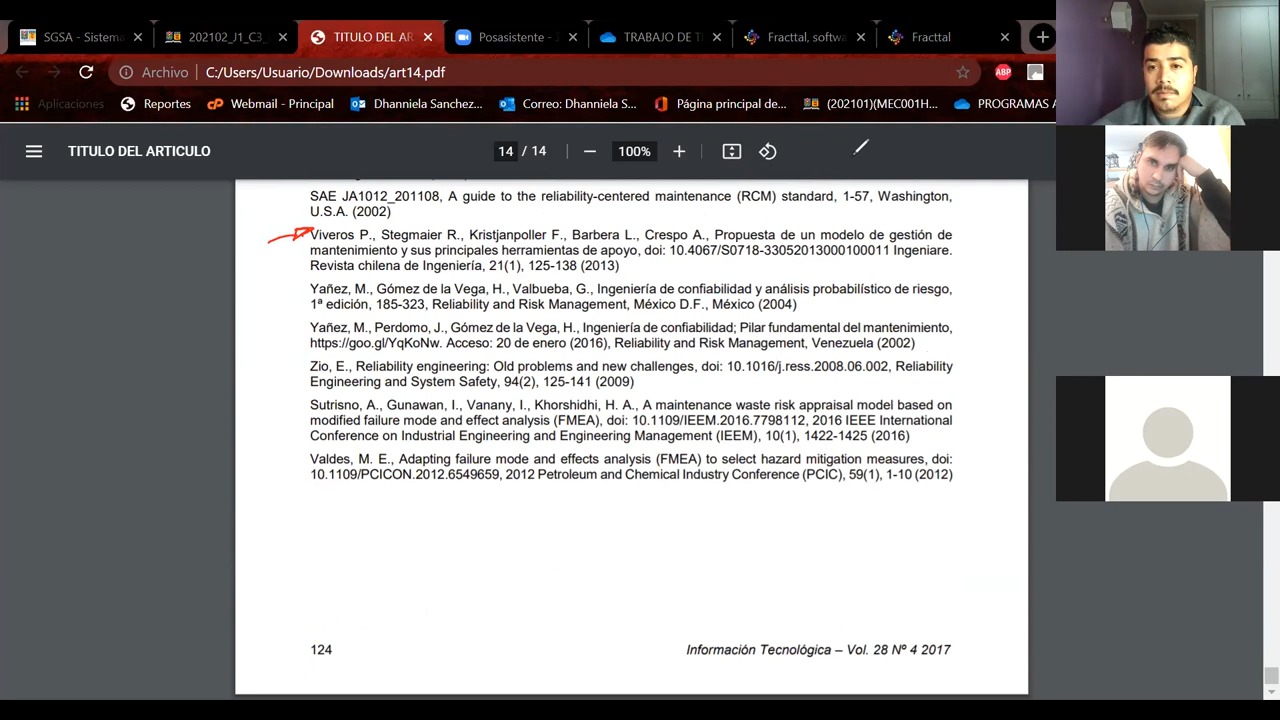 SGSA - Sistema
202102_J1_C3_
TITULO DEL AR
Posasistente - J
TRABAJO DE T
Fracttal, softwa
Fracttal
Archivo C:/Users/Usuario/Downloads/art14.pdf
ABP
Aplicaciones Reportes Webmail - Principal Dhanniela Sanchez... Correo: Dhanniela S... Página principal de... (202101)(MEC001H... PROGRAMAS A
TITULO DEL ARTICULO 14 / 14 100%
SAE JA1012_201108, A guide to the reliability-centered maintenance (RCM) standard, 1-57, Washington,
U.S.A. (2002)
Viveros P., Stegmaier R., Kristjanpoller F., Barbera L., Crespo A., Propuesta de un modelo de gestión de
mantenimiento y sus principales herramientas de apoyo, doi: 10.4067/S0718-33052013000100011 Ingeniare.
Revista chilena de Ingeniería, 21(1), 125-138 (2013)
Yañez, M., Gómez de la Vega, H., Valbueba, G., Ingeniería de confiabilidad y análisis probabilístico de riesgo,
1ª edición, 185-323, Reliability and Risk Management, México D.F., México (2004)
Yañez, M., Perdomo, J., Gómez de la Vega, H., Ingeniería de confiabilidad; Pilar fundamental del mantenimiento,
https://goo.gl/YqKoNw. Acceso: 20 de enero (2016), Reliability and Risk Management, Venezuela (2002)
Zio, E., Reliability engineering: Old problems and new challenges, doi: 10.1016/j.ress.2008.06.002, Reliability
Engineering and System Safety, 94(2), 125-141 (2009)
Sutrisno, A., Gunawan, I., Vanany, I., Khorshidhi, H. A., A maintenance waste risk appraisal model based on
modified failure mode and effect analysis (FMEA), doi: 10.1109/IEEM.2016.7798112, 2016 IEEE International
Conference on Industrial Engineering and Engineering Management (IEEM), 10(1), 1422-1425 (2016)
Valdes, M. E., Adapting failure mode and effects analysis (FMEA) to select hazard mitigation measures, doi:
10.1109/PCICON.2012.6549659, 2012 Petroleum and Chemical Industry Conference (PCIC), 59(1), 1-10 (2012)
124 Información Tecnológica – Vol. 28 Nº 4 2017